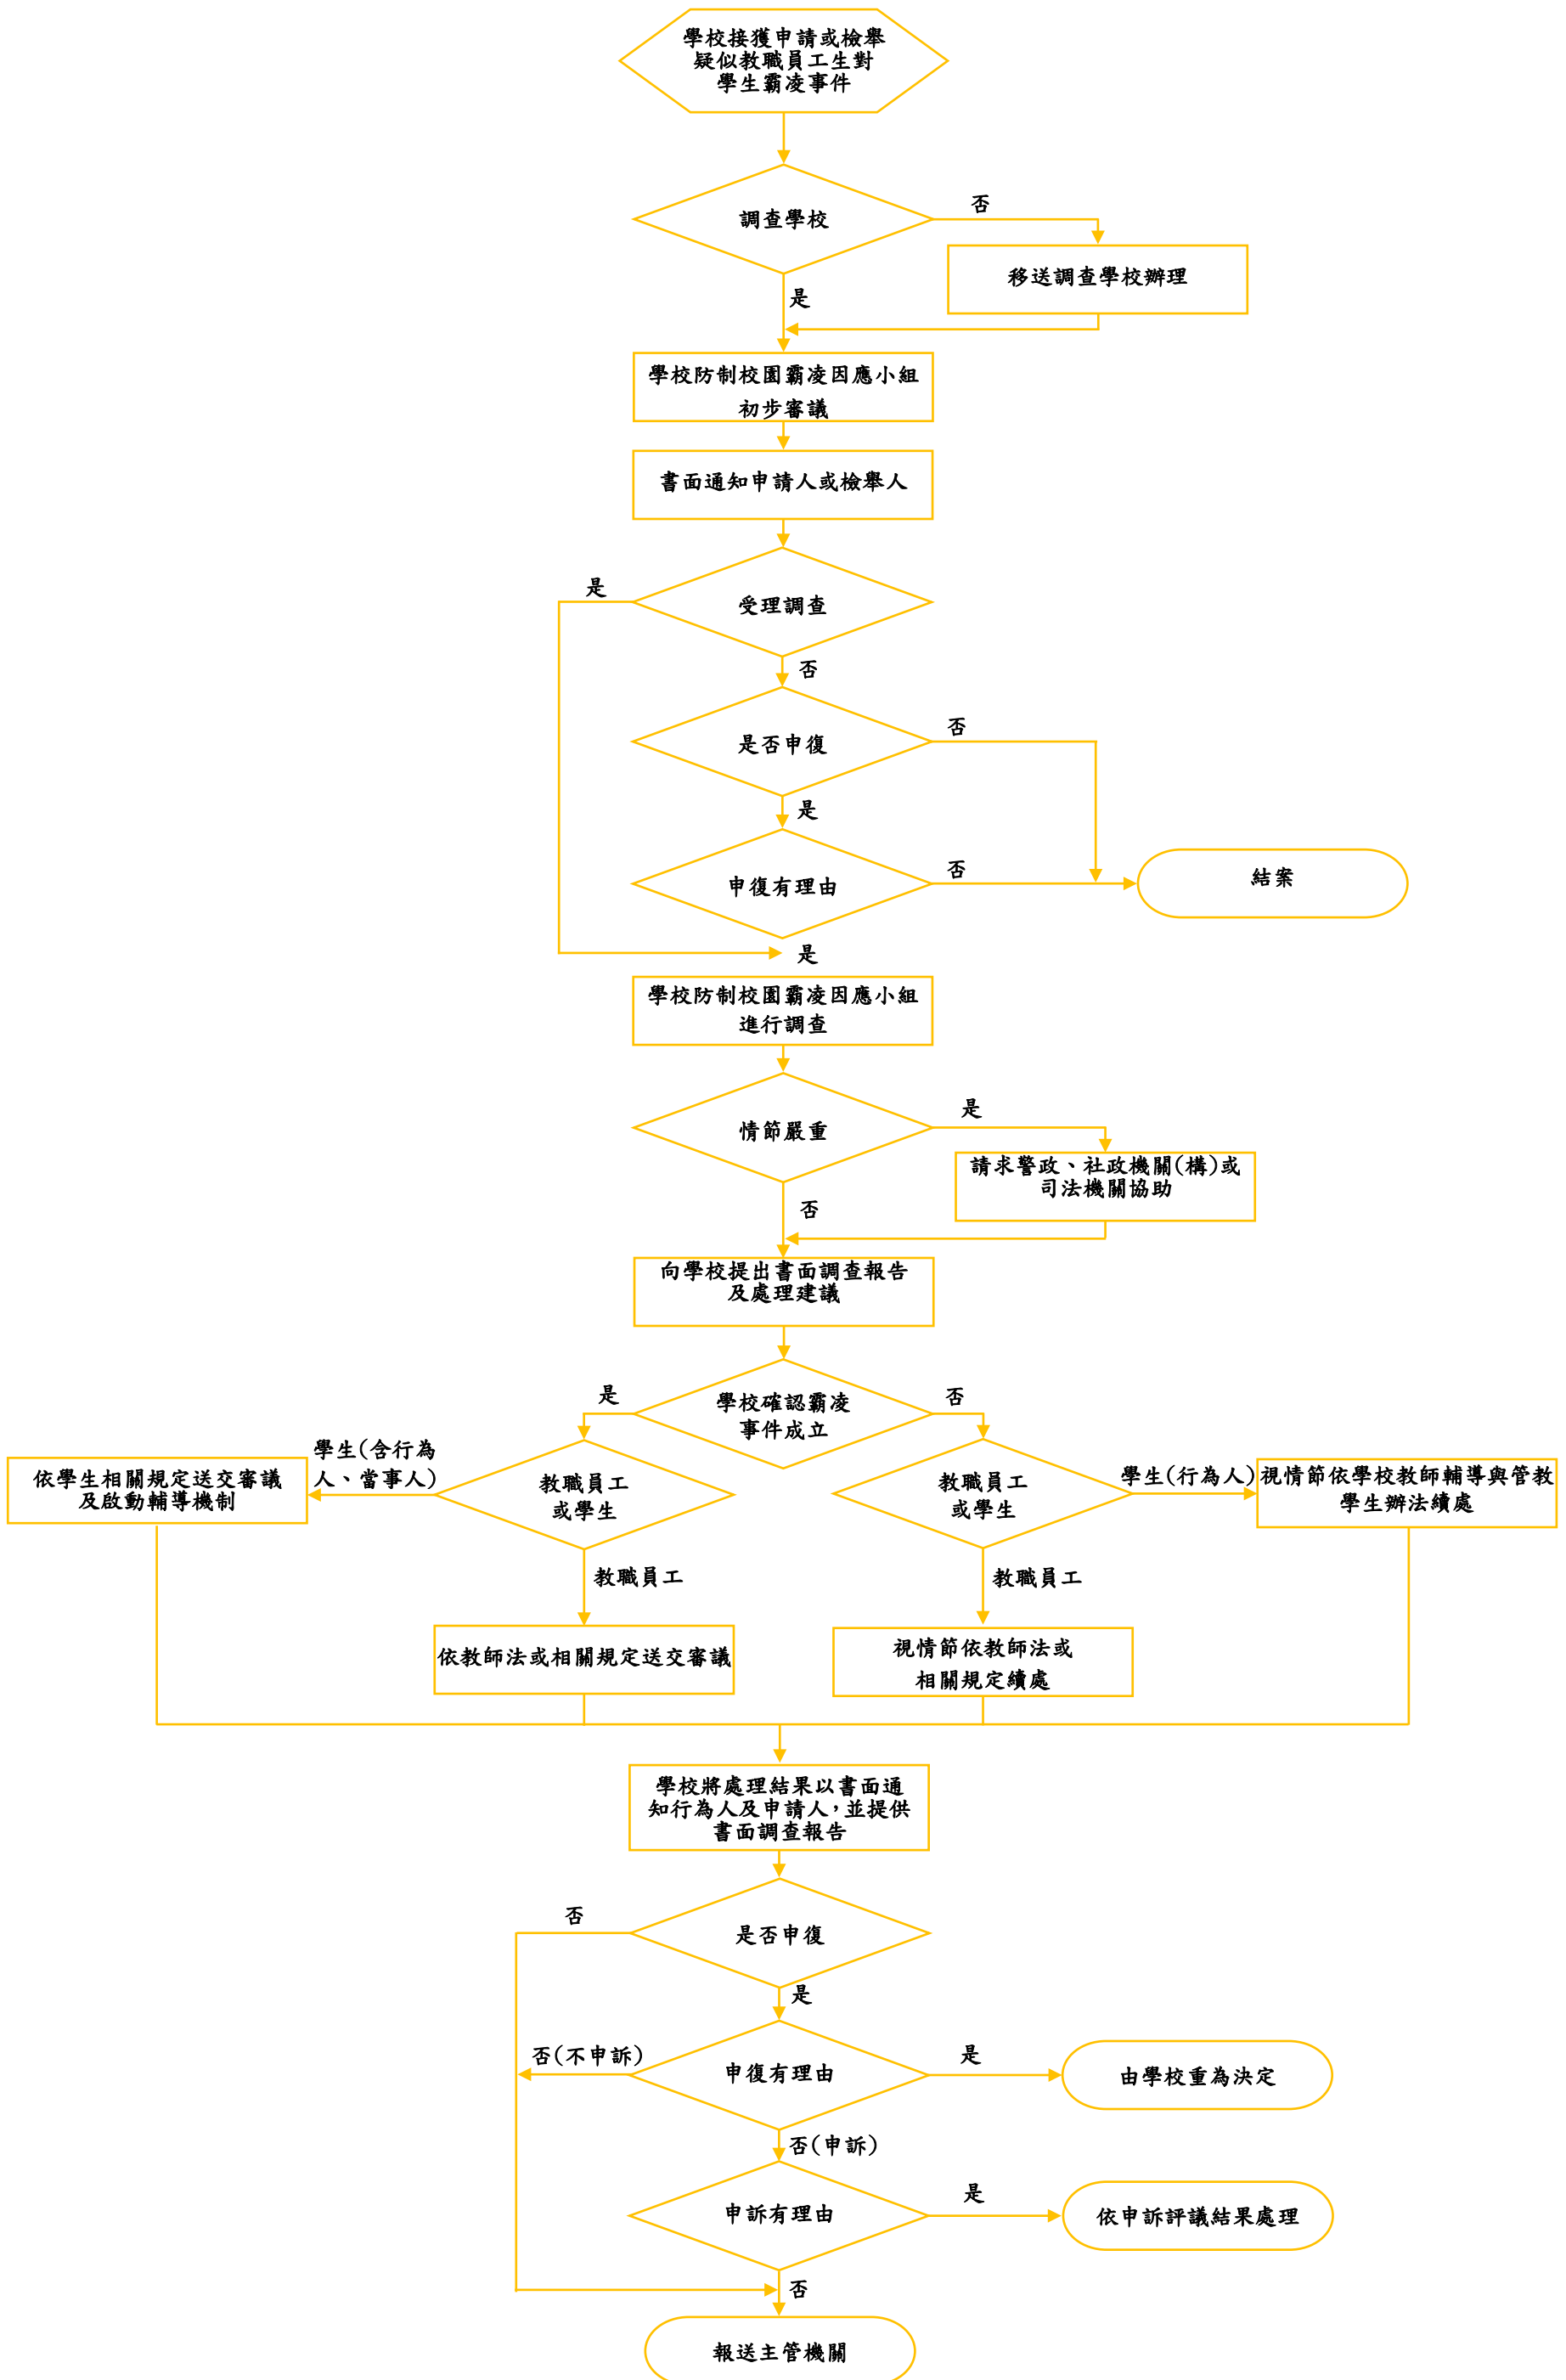 學校接獲申請或檢舉
疑似教職員工生對
學生霸凌事件
調查學校
否
移送調查學校辦理
是
學校防制校園霸凌因應小組
初步審議
書面通知申請人或檢舉人
受理調查
是
否
是否申復
否
是
申復有理由
否
結案
是
學校防制校園霸凌因應小組
進行調查
情節嚴重
是
請求警政、社政機關(構)或
司法機關協助
否
向學校提出書面調查報告
及處理建議
學校確認霸凌
事件成立
是
否
學生(含行為
人、當事人)
依學生相關規定送交審議
及啟動輔導機制
教職員工
或學生
教職員工
或學生
學生(行為人)
視情節依學校教師輔導與管教
學生辦法續處
教職員工
教職員工
依教師法或相關規定送交審議
視情節依教師法或
相關規定續處
學校將處理結果以書面通
知行為人及申請人，並提供
書面調查報告
是否申復
否
是
申復有理由
否(不申訴)
是
由學校重為決定
否(申訴)
申訴有理由
是
依申訴評議結果處理
否
報送主管機關